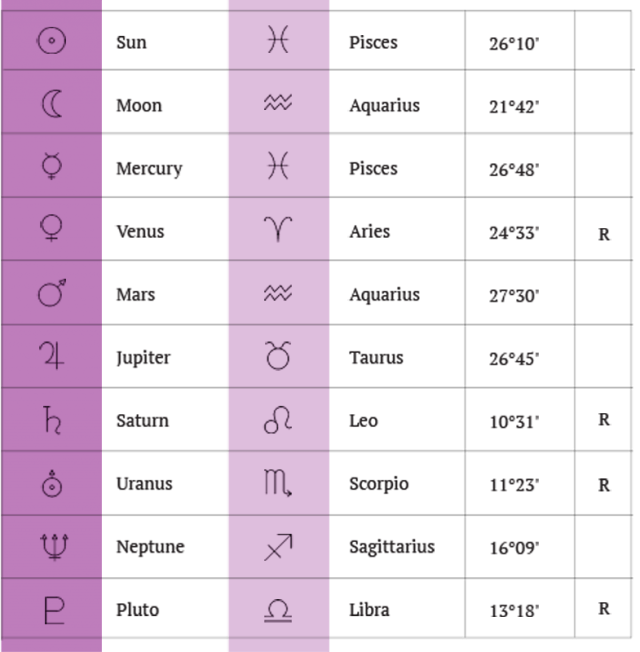 ☉ Sun ♓ Pisces 26°10'
☾ Moon ♒ Aquarius 21°42'
☿ Mercury ♓ Pisces 26°48'
♀ Venus ♈ Aries 24°33' R
♂ Mars ♒ Aquarius 27°30'
♃ Jupiter ♉ Taurus 26°45'
♄ Saturn ♌ Leo 10°31' R
⛢ Uranus ♏ Scorpio 11°23' R
♆ Neptune ♐ Sagittarius 16°09'
♇ Pluto ♎ Libra 13°18' R